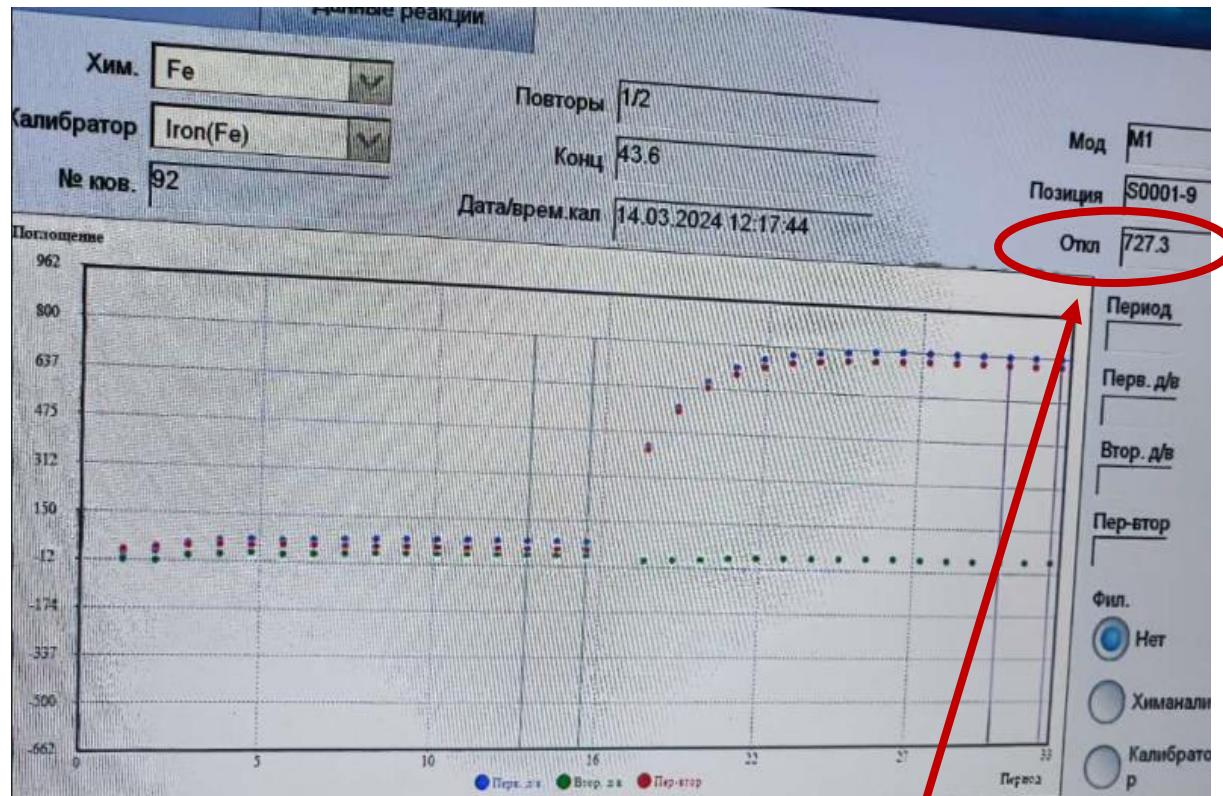 Данные реакции
Хим. Fe
Повторы 1/2
Мод M1
Калибратор Iron(Fe)
Конц 43.6
Позиция S0001-9
№ кюв. 92
Дата/врем.кал 14.03.2024 12:17:44
Откл 727.3
Поглощение
962
800
637
475
312
150
-12
-174
-337
-500
-662
0 5 10 16 22 27 33
Период
Перв. д/в Втор. д/в Пер-втор
Период
Перв. д/в
Втор. д/в
Пер-втор
Фил.
Нет
Химанали
Калибрато
р